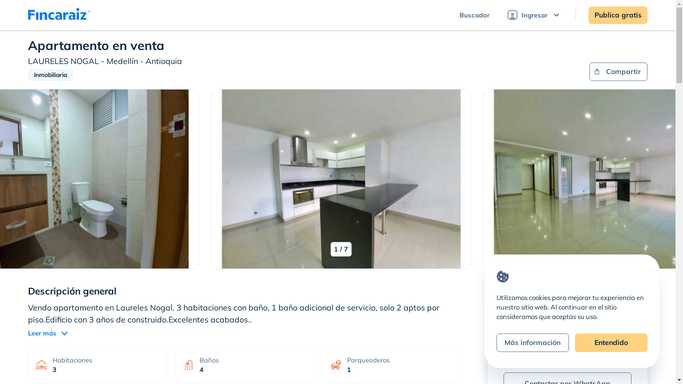 Fincaraiz
Buscador
Ingresar
Publica gratis
Apartamento en venta
LAURELES NOGAL - Medellín - Antioquia
Inmobiliaria
Compartir
1 / 7
Descripción general
Vendo apartamento en Laureles Nogal. 3 habitaciones con baño, 1 baña adicional de servicio, solo 2 aptos por
piso.Edificio con 3 años de construido.Excelentes acabados..
Leer más
Habitaciones
3
Baños
4
Parqueaderos
1
Utilizamos cookies para mejorar tu experiencia en
nuestro sitio web. Al continuar en el sitio
consideramos que aceptas su uso.
Más información
Entendido
Contactar por WhatsApp